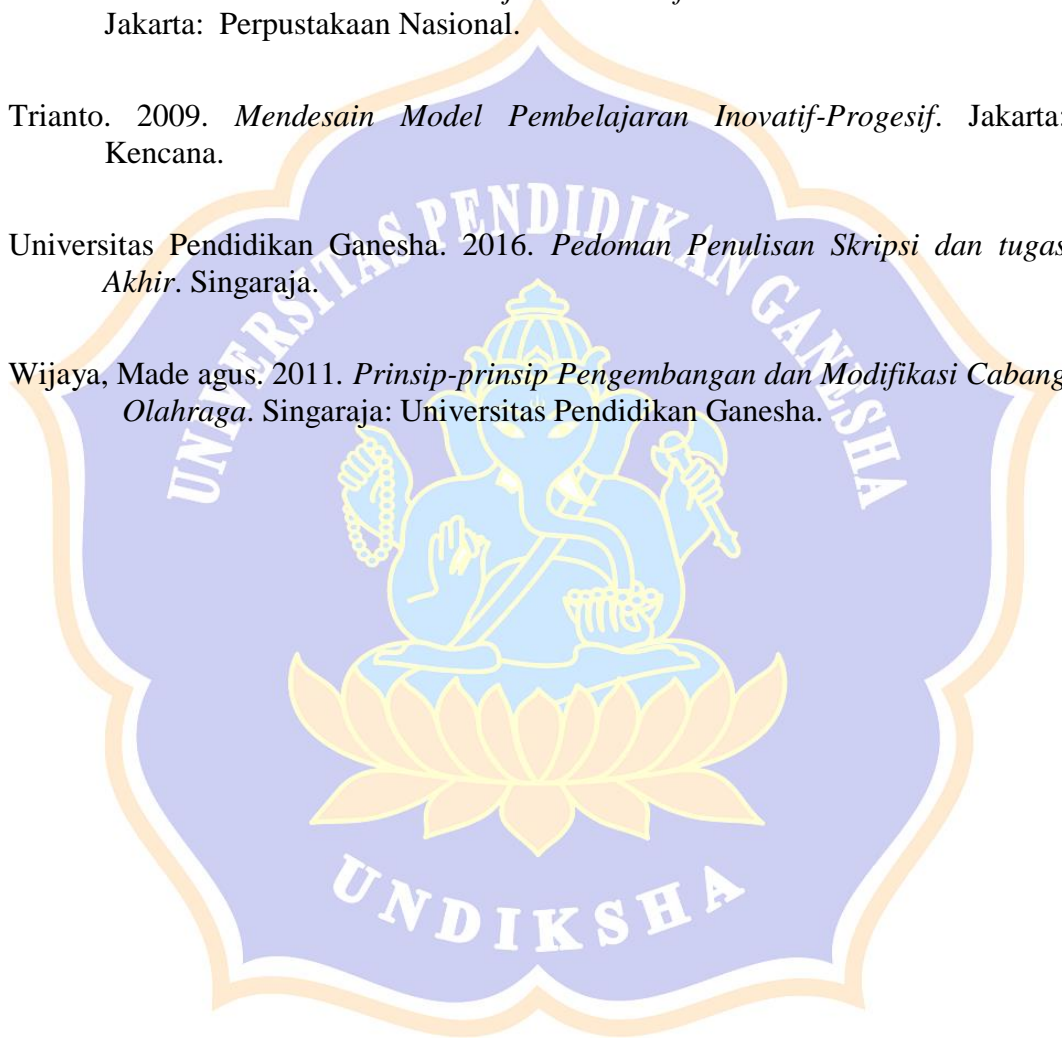 Jakarta: Perpustakaan Nasional.
Trianto. 2009. Mendesain Model Pembelajaran Inovatif-Progesif. Jakarta:
Kencana.
Universitas Pendidikan Ganesha. 2016. Pedoman Penulisan Skripsi dan tugas
Akhir. Singaraja.
Wijaya, Made agus. 2011. Prinsip-prinsip Pengembangan dan Modifikasi Cabang
Olahraga. Singaraja: Universitas Pendidikan Ganesha.
UNIVERSITAS PENDIDIKAN GANESHA
UNDIKSHA